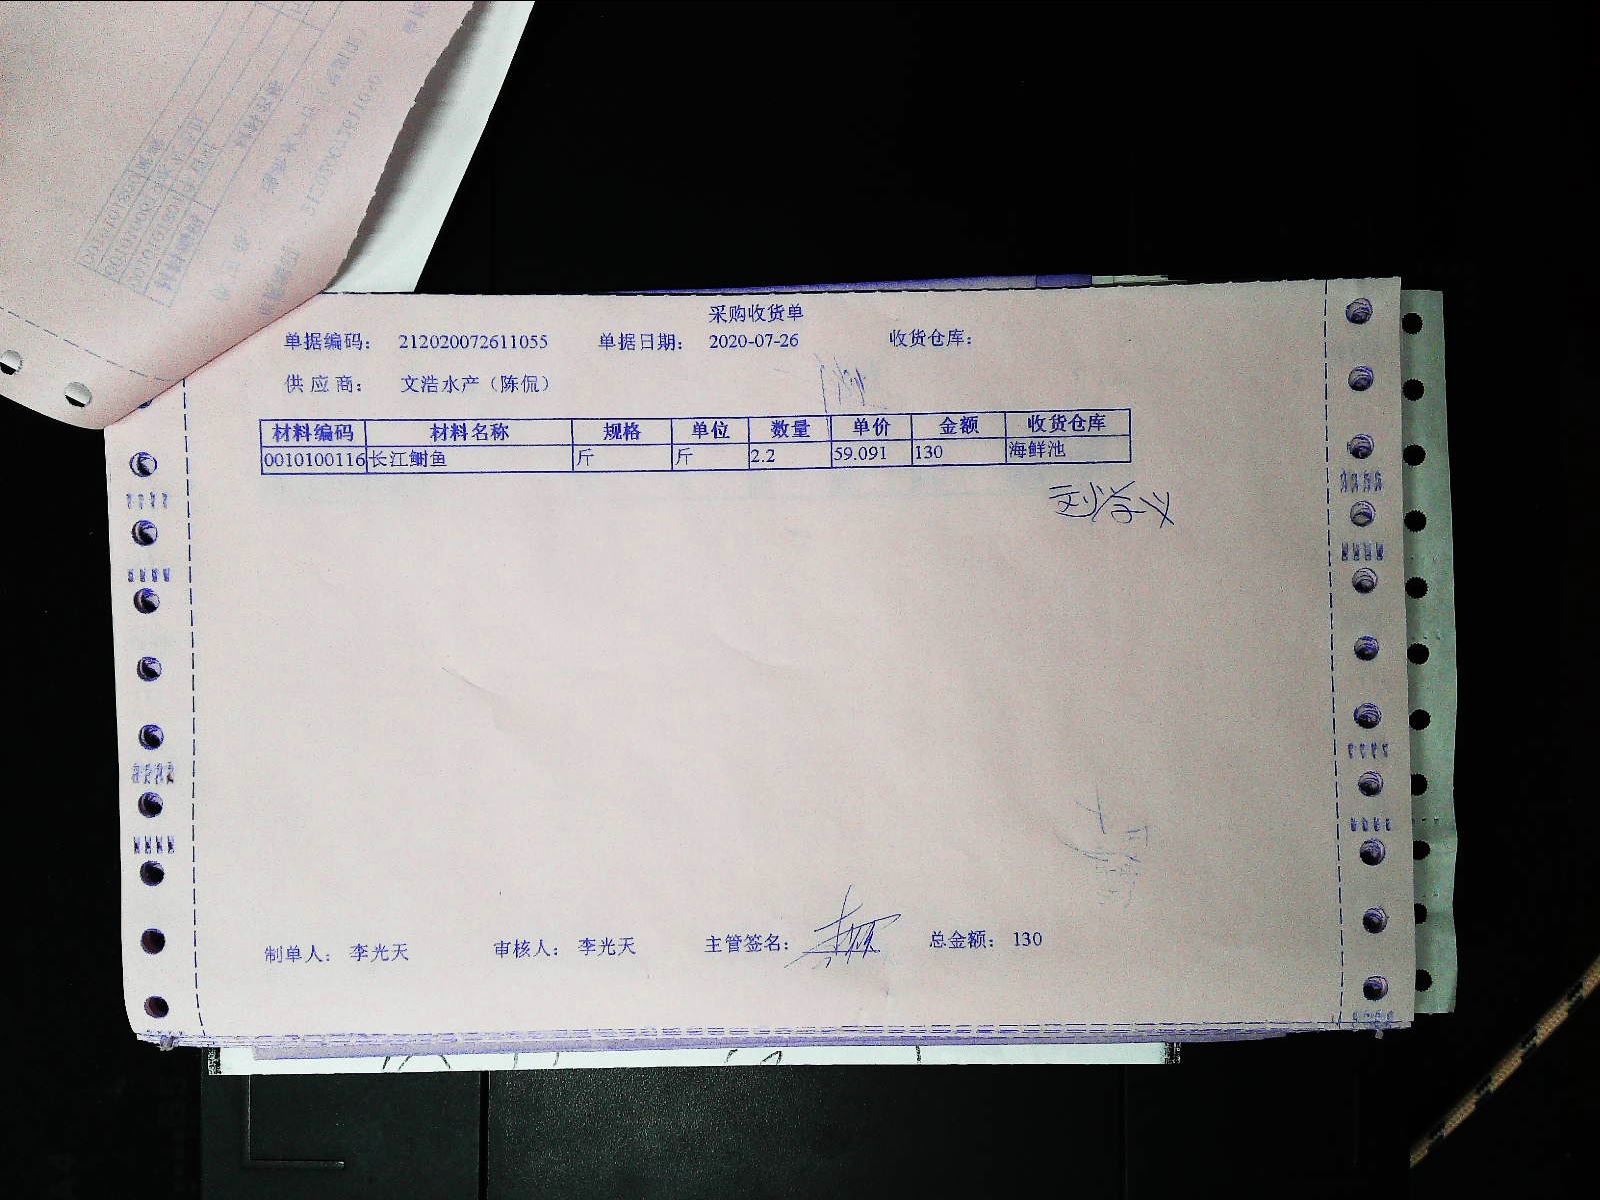 采购收货单
单据编码： 212020072611055 单据日期： 2020-07-26 收货仓库：
供 应 商： 文浩水产（陈侃）
材料编码 材料名称 规格 单位 数量 单价 金额 收货仓库
0010100116 长江鲥鱼 斤 斤 2.2 59.091 130 海鲜池
刘学义
制单人： 李光天 审核人： 李光天 主管签名： 总金额： 130